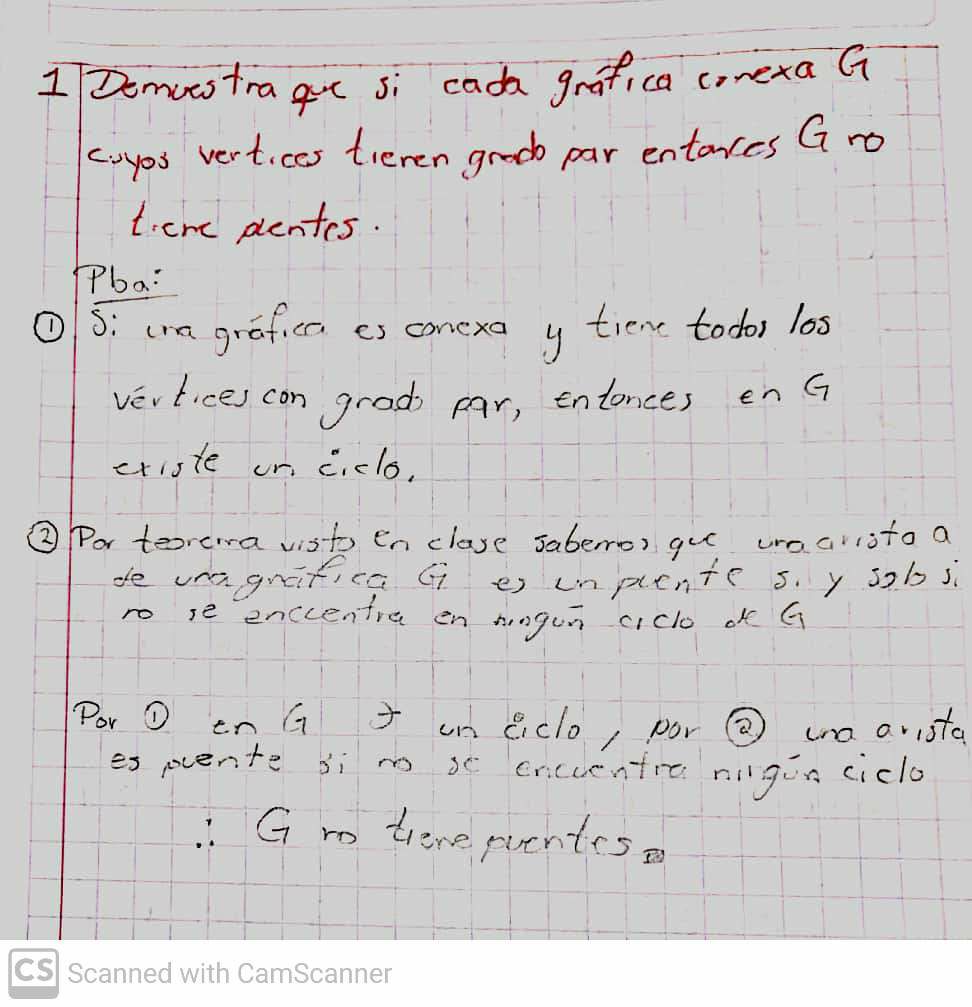 1 Demuestra que si cada gráfica conexa G
cuyos vertices tienen grado par entonces G no
tiene puentes.
Pba:
① Si una gráfica es conexa y tiene todos los
vértices con grado par, entonces en G
existe un ciclo.
② Por teorema visto en clase sabemos que una arista a
de una gráfica G es un puente si y solo si
no se encuentra en ningún ciclo de G
Por ① en G ∃ un ciclo, por ② una arista
es puente si no se encuentra ningún ciclo
∴ G no tiene puentes
CS Scanned with CamScanner